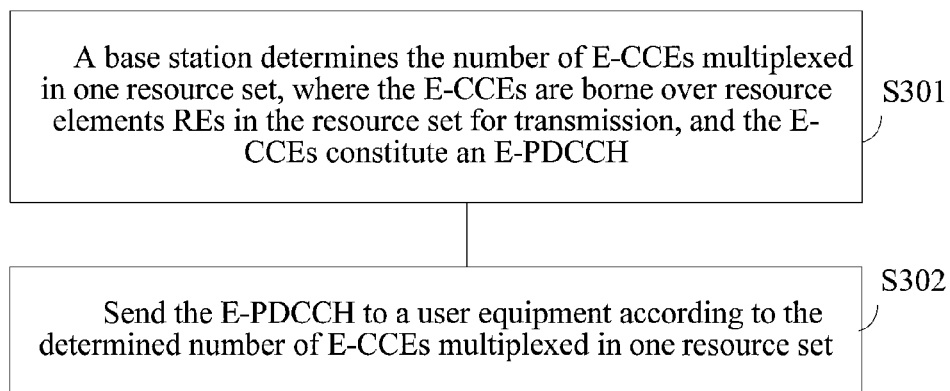 A base station determines the number of E-CCEs multiplexed
in one resource set, where the E-CCEs are borne over resource
elements REs in the resource set for transmission, and the E-
CCEs constitute an E-PDCCH
S301
Send the E-PDCCH to a user equipment according to the
determined number of E-CCEs multiplexed in one resource set
S302